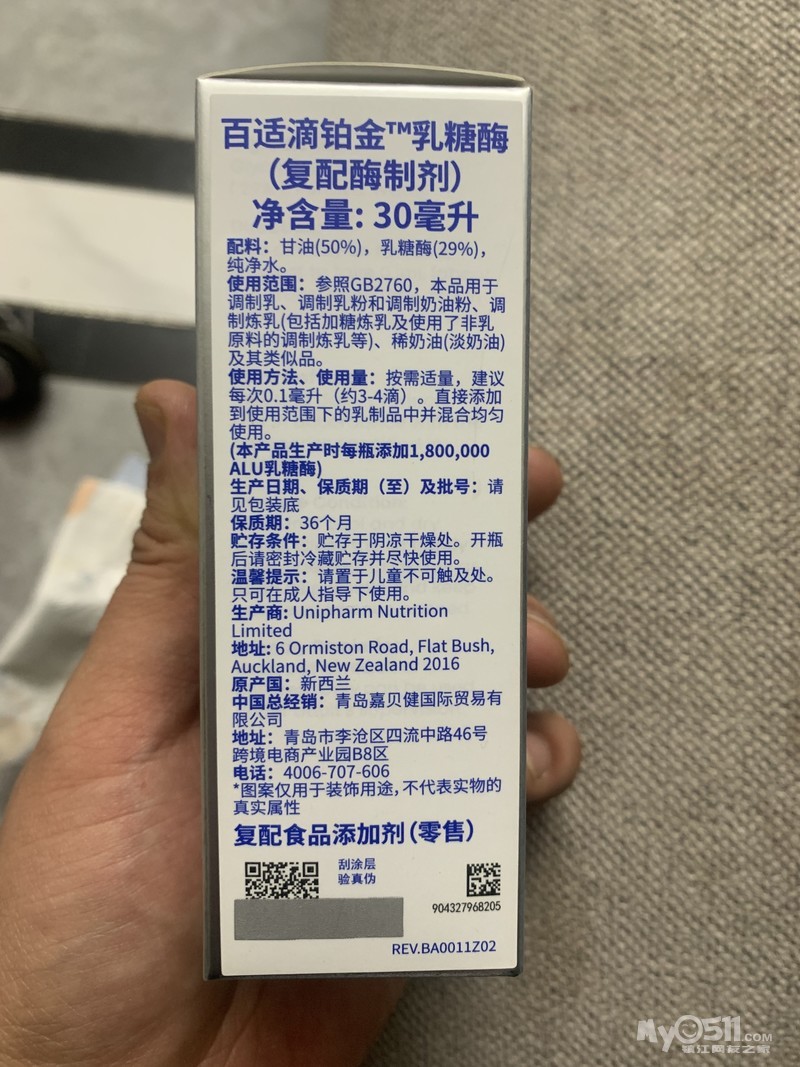 百适滴铂金™乳糖酶
（复配酶制剂）
净含量: 30毫升
配料：甘油(50%)，乳糖酶(29%)，
纯净水。
使用范围：参照GB2760，本品用于
调制乳、调制乳粉和调制奶油粉、调
制炼乳(包括加糖炼乳及使用了非乳
原料的调制炼乳等)、稀奶油(淡奶油)
及其类似品。
使用方法、使用量：按需适量，建议
每次0.1毫升（约3-4滴）。直接添加
到使用范围下的乳制品中并混合均匀
使用。
(本产品生产时每瓶添加1,800,000
ALU乳糖酶)
生产日期、保质期（至）及批号：请
见包装底
保质期：36个月
贮存条件：贮存于阴凉干燥处。开瓶
后请密封冷藏贮存并尽快使用。
温馨提示：请置于儿童不可触及处。
只可在成人指导下使用。
生产商: Unipharm Nutrition
Limited
地址: 6 Ormiston Road, Flat Bush,
Auckland, New Zealand 2016
原产国：新西兰
中国总经销：青岛嘉贝健国际贸易有
限公司
地址：青岛市李沧区四流中路46号
跨境电商产业园B8区
电话：4006-707-606
*图案仅用于装饰用途,不代表实物的
真实属性
复配食品添加剂（零售）
刮涂层
验真伪
904327968205
REV.BA0011Z02
My0511.COM
镇江网友之家